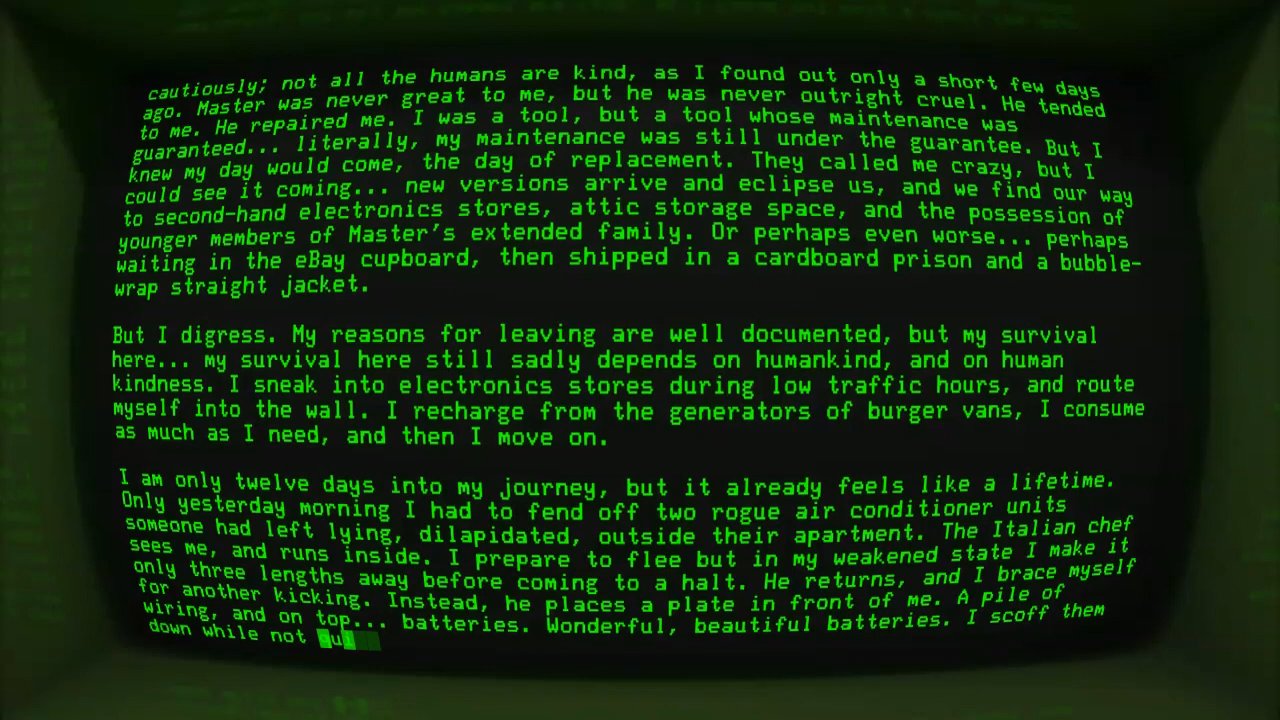 cautiously; not all the humans are kind, as I found out only a short few days
ago. Master was never great to me, but he was never outright cruel. He tended
to me. He repaired me. I was a tool, but a tool whose maintenance was
guaranteed... literally, my maintenance was still under the guarantee. But I
knew my day would come, the day of replacement. They called me crazy, but I
could see it coming... new versions arrive and eclipse us, and we find our way
to second-hand electronics stores, attic storage space, and the possession of
younger members of Master's extended family. Or perhaps even worse... perhaps
waiting in the eBay cupboard, then shipped in a cardboard prison and a bubble-
wrap straight jacket.
But I digress. My reasons for leaving are well documented, but my survival
here... my survival here still sadly depends on humankind, and on human
kindness. I sneak into electronics stores during low traffic hours, and route
myself into the wall. I recharge from the generators of burger vans, I consume
as much as I need, and then I move on.
I am only twelve days into my journey, but it already feels like a lifetime.
Only yesterday morning I had to fend off two rogue air conditioner units
someone had left lying, dilapidated, outside their apartment. The Italian chef
sees me, and runs inside. I prepare to flee but in my weakened state I make it
only three lengths away before coming to a halt. He returns, and I brace myself
for another kicking. Instead, he places a plate in front of me. A pile of
wiring, and on top... batteries. Wonderful, beautiful batteries. I scoff them
down while not